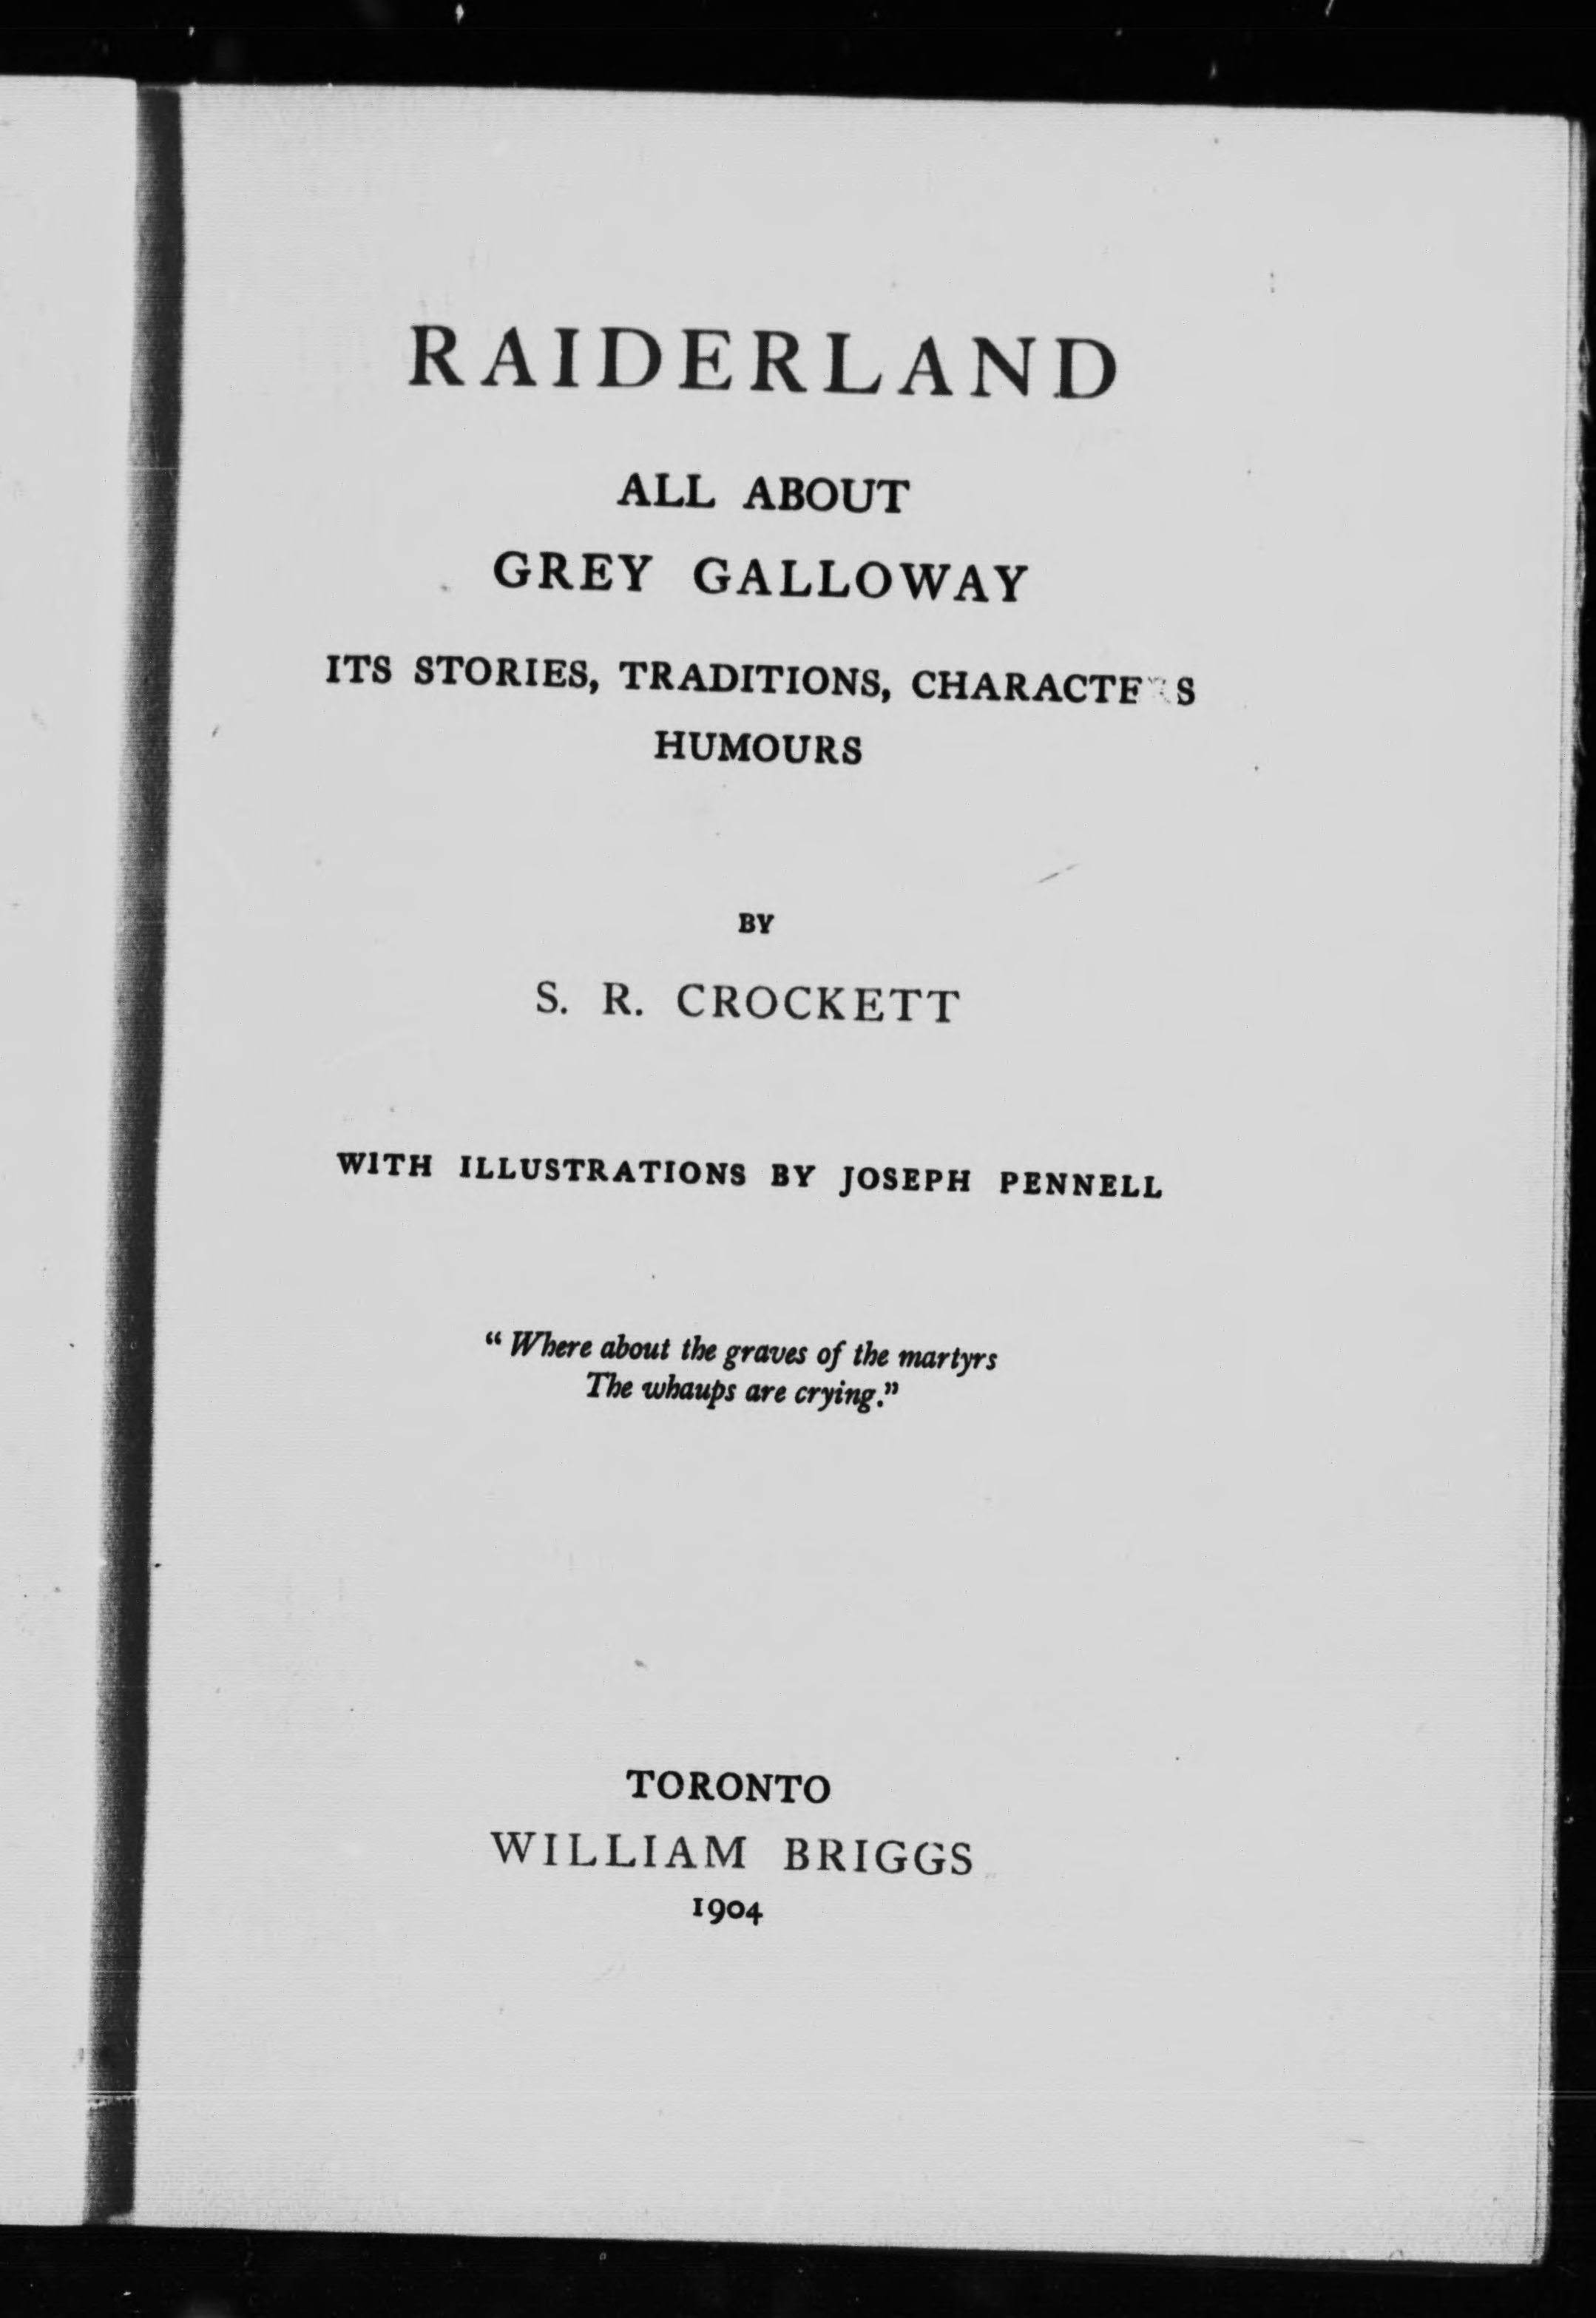 RAIDERLAND
ALL ABOUT
GREY GALLOWAY
ITS STORIES, TRADITIONS, CHARACTERS
HUMOURS
BY
S. R. CROCKETT
WITH ILLUSTRATIONS BY JOSEPH PENNELL
“ Where about the graves of the martyrs
The whaups are crying.”
TORONTO
WILLIAM BRIGGS
1904